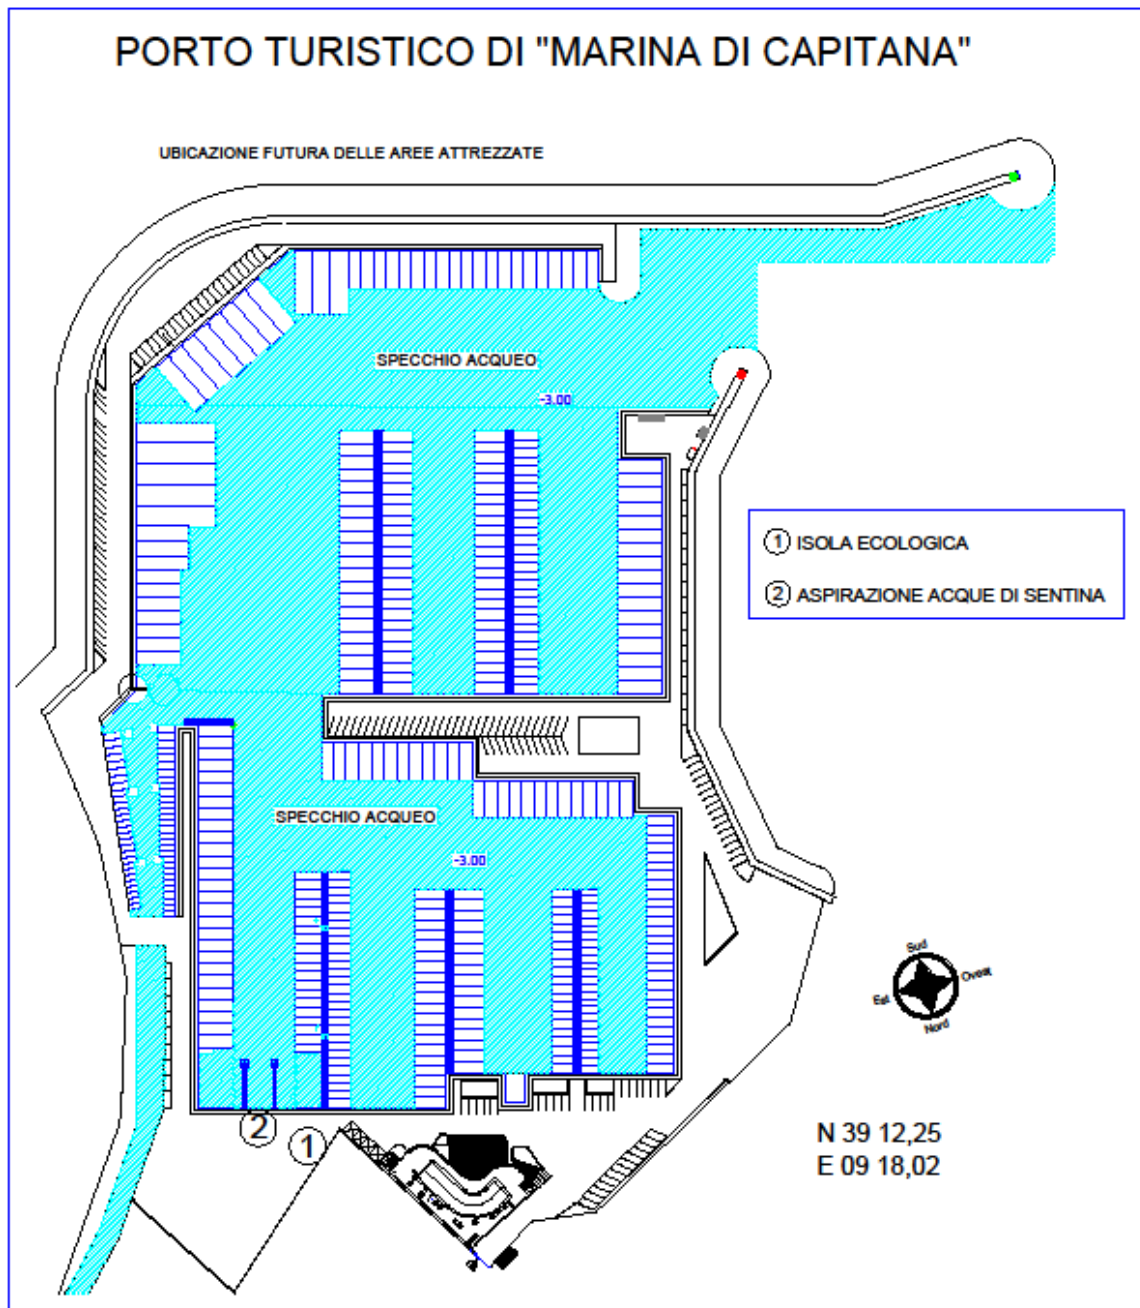 PORTO TURISTICO DI "MARINA DI CAPITANA"
UBICAZIONE FUTURA DELLE AREE ATTREZZATE
SPECCHIO ACQUEO
-3.00
1 ISOLA ECOLOGICA
2 ASPIRAZIONE ACQUE DI SENTINA
SPECCHIO ACQUEO
-3.00
Sud
Ovest
Est
Nord
2
1
N 39 12,25
E 09 18,02